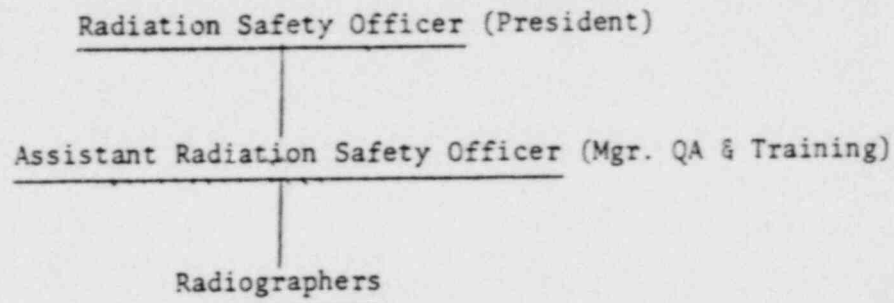 Radiation Safety Officer (President)
Assistant Radiation Safety Officer (Mgr. QA & Training)
Radiographers